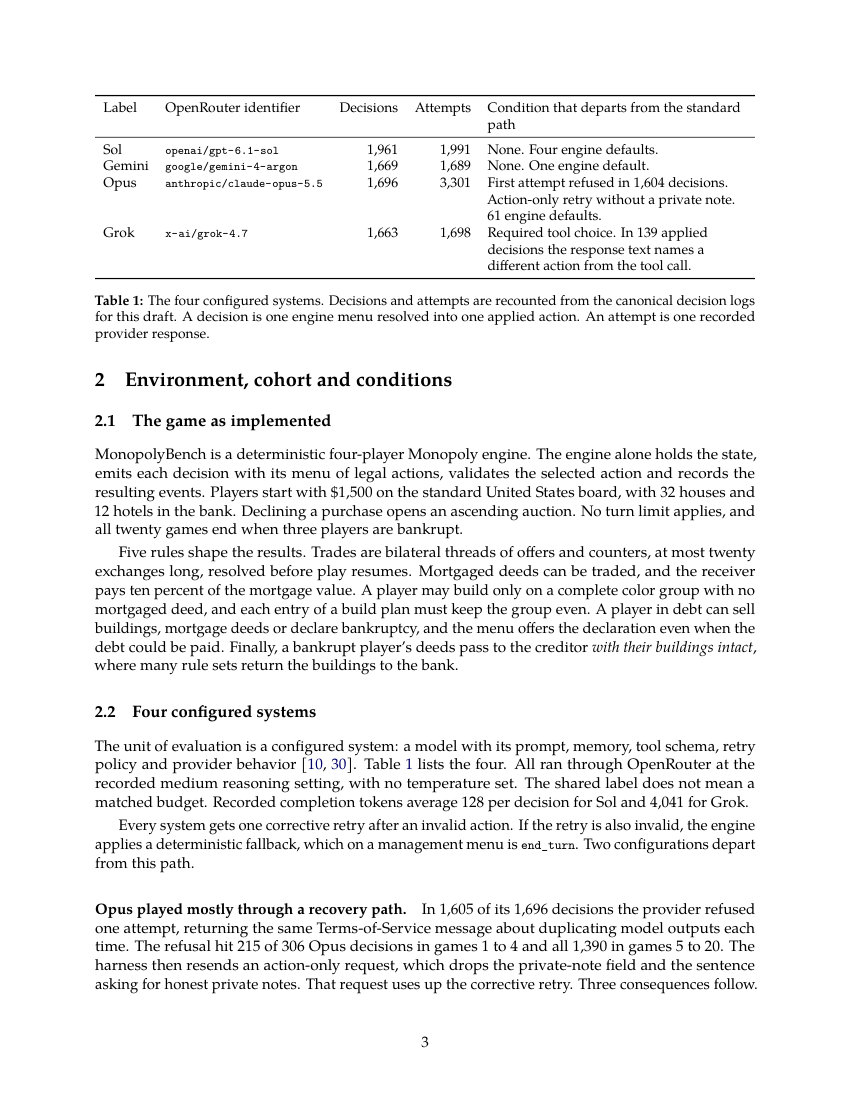 Label OpenRouter identifier Decisions Attempts Condition that departs from the standard
path
Sol openai/gpt-6.1-sol 1,961 1,991 None. Four engine defaults.
Gemini google/gemini-4-argon 1,669 1,689 None. One engine default.
Opus anthropic/claude-opus-5.5 1,696 3,301 First attempt refused in 1,604 decisions.
Action-only retry without a private note.
61 engine defaults.
Grok x-ai/grok-4.7 1,663 1,698 Required tool choice. In 139 applied
decisions the response text names a
different action from the tool call.
Table 1: The four configured systems. Decisions and attempts are recounted from the canonical decision logs
for this draft. A decision is one engine menu resolved into one applied action. An attempt is one recorded
provider response.
2 Environment, cohort and conditions
2.1 The game as implemented
MonopolyBench is a deterministic four-player Monopoly engine. The engine alone holds the state,
emits each decision with its menu of legal actions, validates the selected action and records the
resulting events. Players start with $1,500 on the standard United States board, with 32 houses and
12 hotels in the bank. Declining a purchase opens an ascending auction. No turn limit applies, and
all twenty games end when three players are bankrupt.
Five rules shape the results. Trades are bilateral threads of offers and counters, at most twenty
exchanges long, resolved before play resumes. Mortgaged deeds can be traded, and the receiver
pays ten percent of the mortgage value. A player may build only on a complete color group with no
mortgaged deed, and each entry of a build plan must keep the group even. A player in debt can sell
buildings, mortgage deeds or declare bankruptcy, and the menu offers the declaration even when the
debt could be paid. Finally, a bankrupt player's deeds pass to the creditor with their buildings intact,
where many rule sets return the buildings to the bank.
2.2 Four configured systems
The unit of evaluation is a configured system: a model with its prompt, memory, tool schema, retry
policy and provider behavior [10, 30]. Table 1 lists the four. All ran through OpenRouter at the
recorded medium reasoning setting, with no temperature set. The shared label does not mean a
matched budget. Recorded completion tokens average 128 per decision for Sol and 4,041 for Grok.
Every system gets one corrective retry after an invalid action. If the retry is also invalid, the engine
applies a deterministic fallback, which on a management menu is end_turn. Two configurations depart
from this path.
Opus played mostly through a recovery path. In 1,605 of its 1,696 decisions the provider refused
one attempt, returning the same Terms-of-Service message about duplicating model outputs each
time. The refusal hit 215 of 306 Opus decisions in games 1 to 4 and all 1,390 in games 5 to 20. The
harness then resends an action-only request, which drops the private-note field and the sentence
asking for honest private notes. That request uses up the corrective retry. Three consequences follow.
3